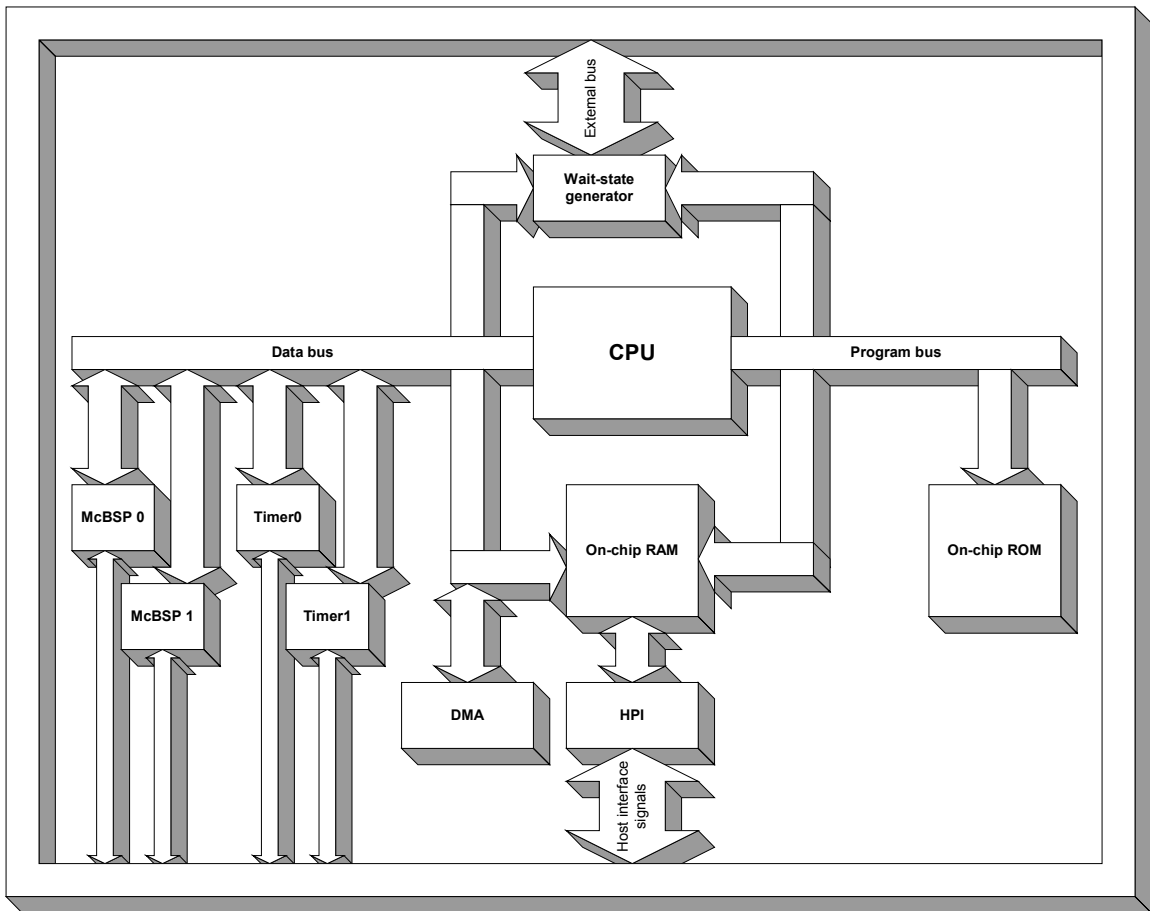 External bus
Wait-state
generator
Data bus
CPU
Program bus
McBSP 0
Timer0
On-chip RAM
On-chip ROM
McBSP 1
Timer1
DMA
HPI
Host interface
signals